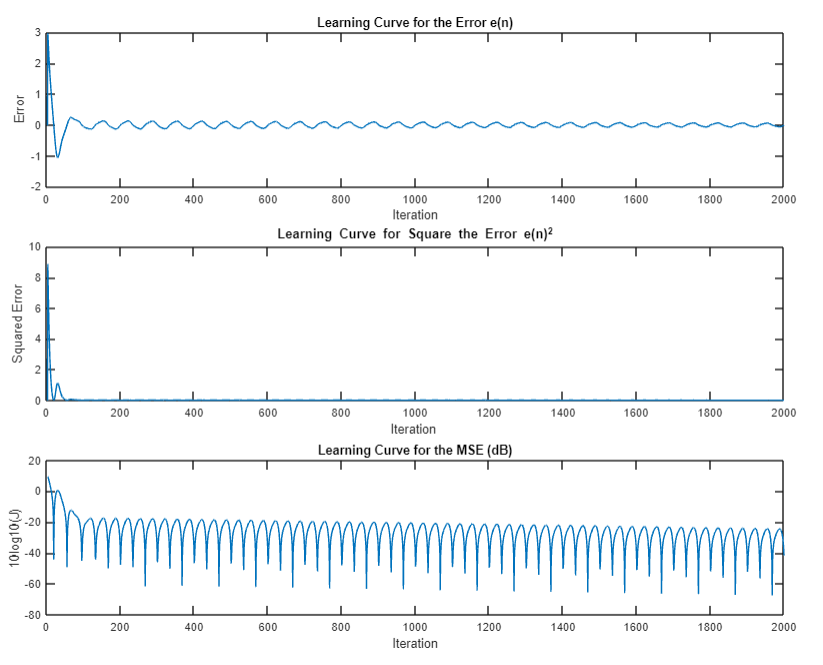 Learning Curve for the Error e(n)
3
2
1
0
-1
-2
Error
0 200 400 600 800 1000 1200 1400 1600 1800 2000
Iteration
Learning Curve for Square the Error e(n)²
10
8
6
4
2
0
Squared Error
0 200 400 600 800 1000 1200 1400 1600 1800 2000
Iteration
Learning Curve for the MSE (dB)
20
0
-20
-40
-60
-80
10log10(J)
0 200 400 600 800 1000 1200 1400 1600 1800 2000
Iteration